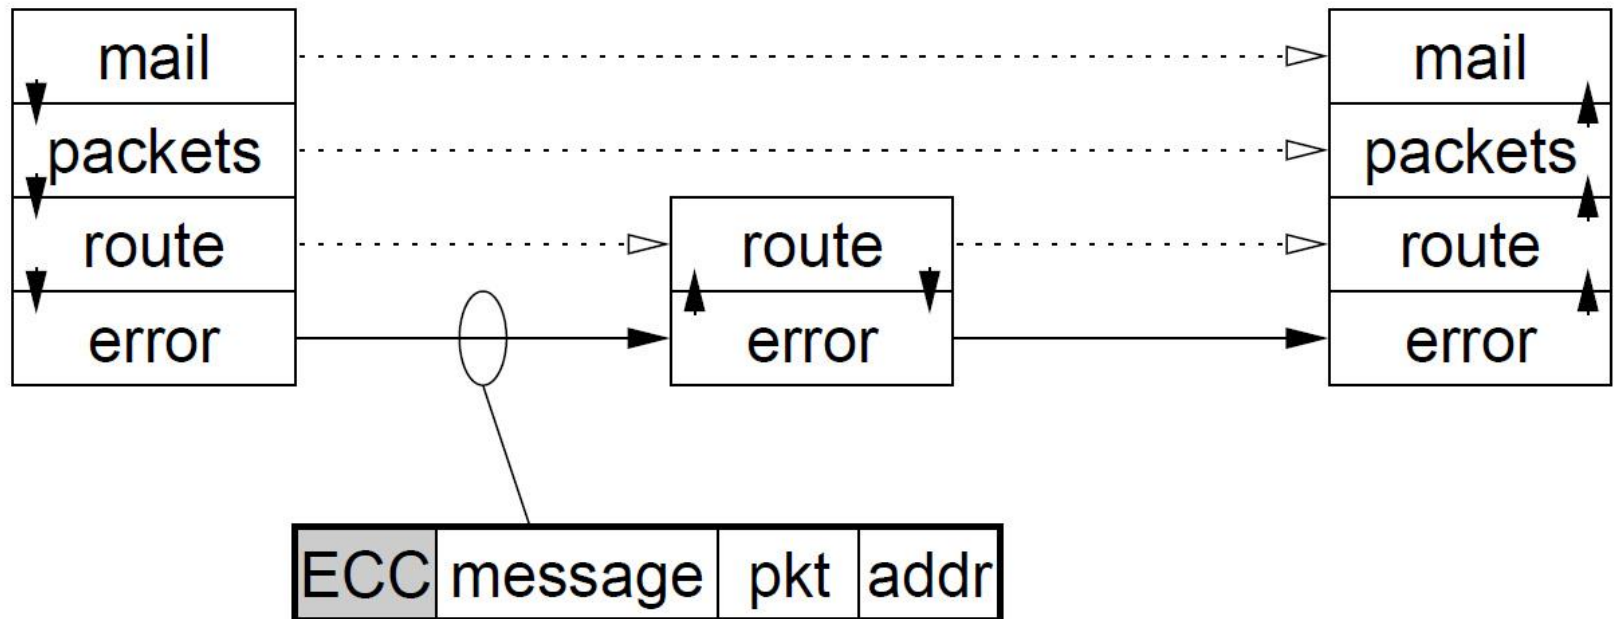 mail
mail
packets
packets
route
route
route
error
error
error
ECC message pkt addr